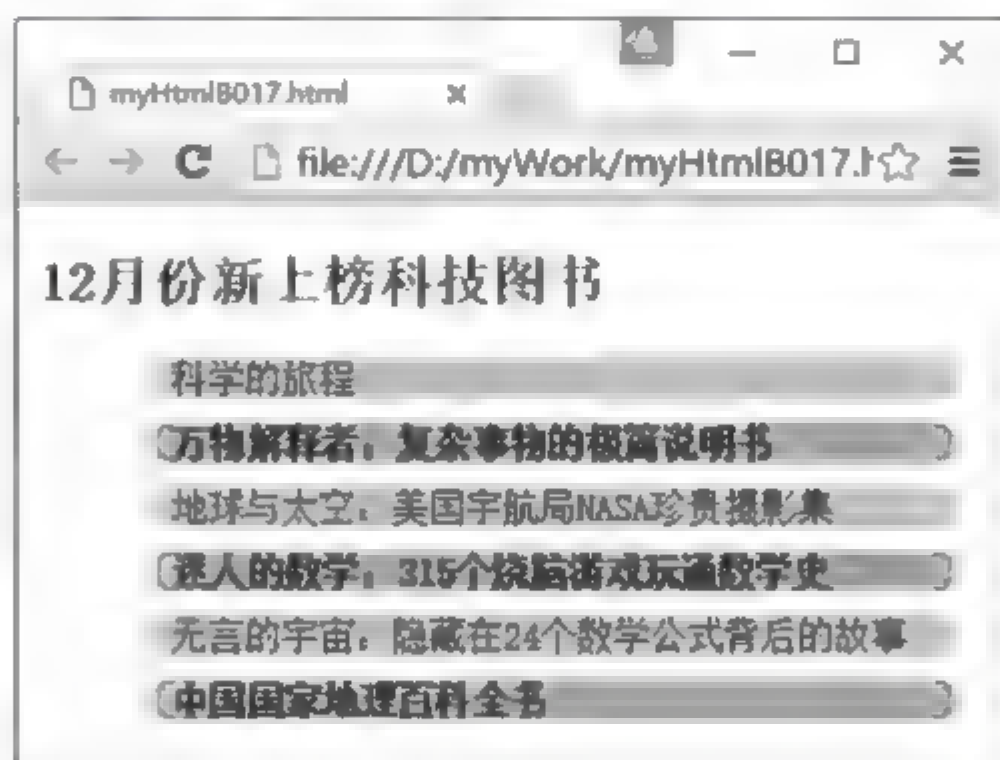 myHtmlB017.html
file:///D:/myWork/myHtmlB017.h
12月份新上榜科技图书
科学的旅程
万物解释者：复杂事物的极简说明书
地球与太空：美国宇航局NASA珍贵摄影集
迷人的数学：315个烧脑游戏玩通数学史
无言的宇宙：隐藏在24个数学公式背后的故事
中国国家地理百科全书